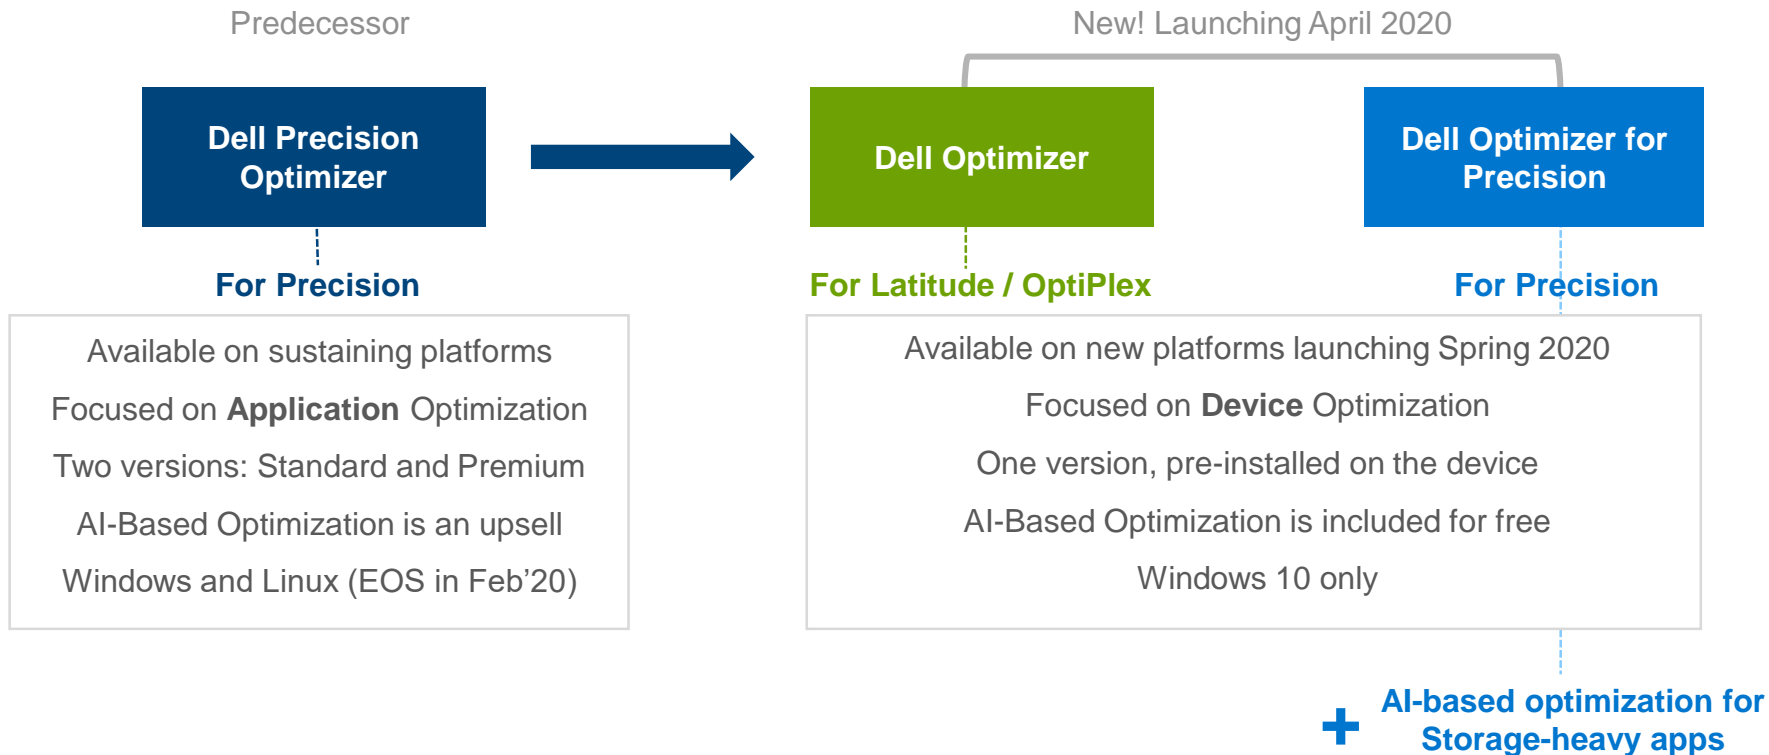 Predecessor
New! Launching April 2020
Dell Precision
Optimizer
Dell Optimizer
Dell Optimizer for
Precision
For Precision
For Latitude / OptiPlex
For Precision
Available on sustaining platforms
Focused on Application Optimization
Two versions: Standard and Premium
AI-Based Optimization is an upsell
Windows and Linux (EOS in Feb’20)
Available on new platforms launching Spring 2020
Focused on Device Optimization
One version, pre-installed on the device
AI-Based Optimization is included for free
Windows 10 only
+ AI-based optimization for
Storage-heavy apps